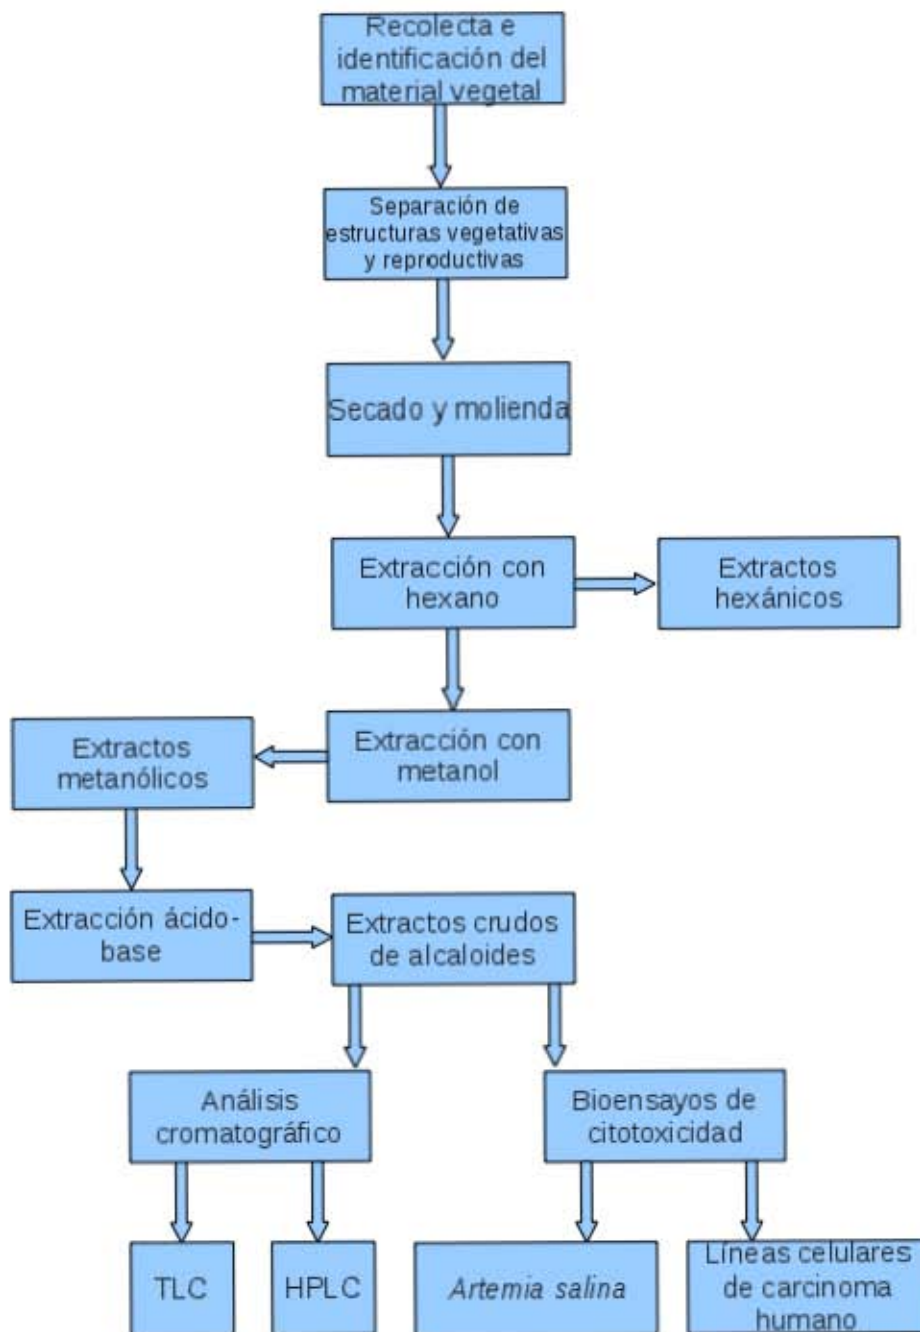 Recolecta e
identificación del
material vegetal
Separación de
estructuras vegetativas
y reproductivas
Secado y molienda
Extracción con
hexano
Extractos
hexánicos
Extracción con
metanol
Extractos
metanólicos
Extracción ácido-
base
Extractos crudos
de alcaloides
Análisis
cromatográfico
Bioensayos de
citotoxicidad
TLC
HPLC
Artemia salina
Líneas celulares
de carcinoma
humano